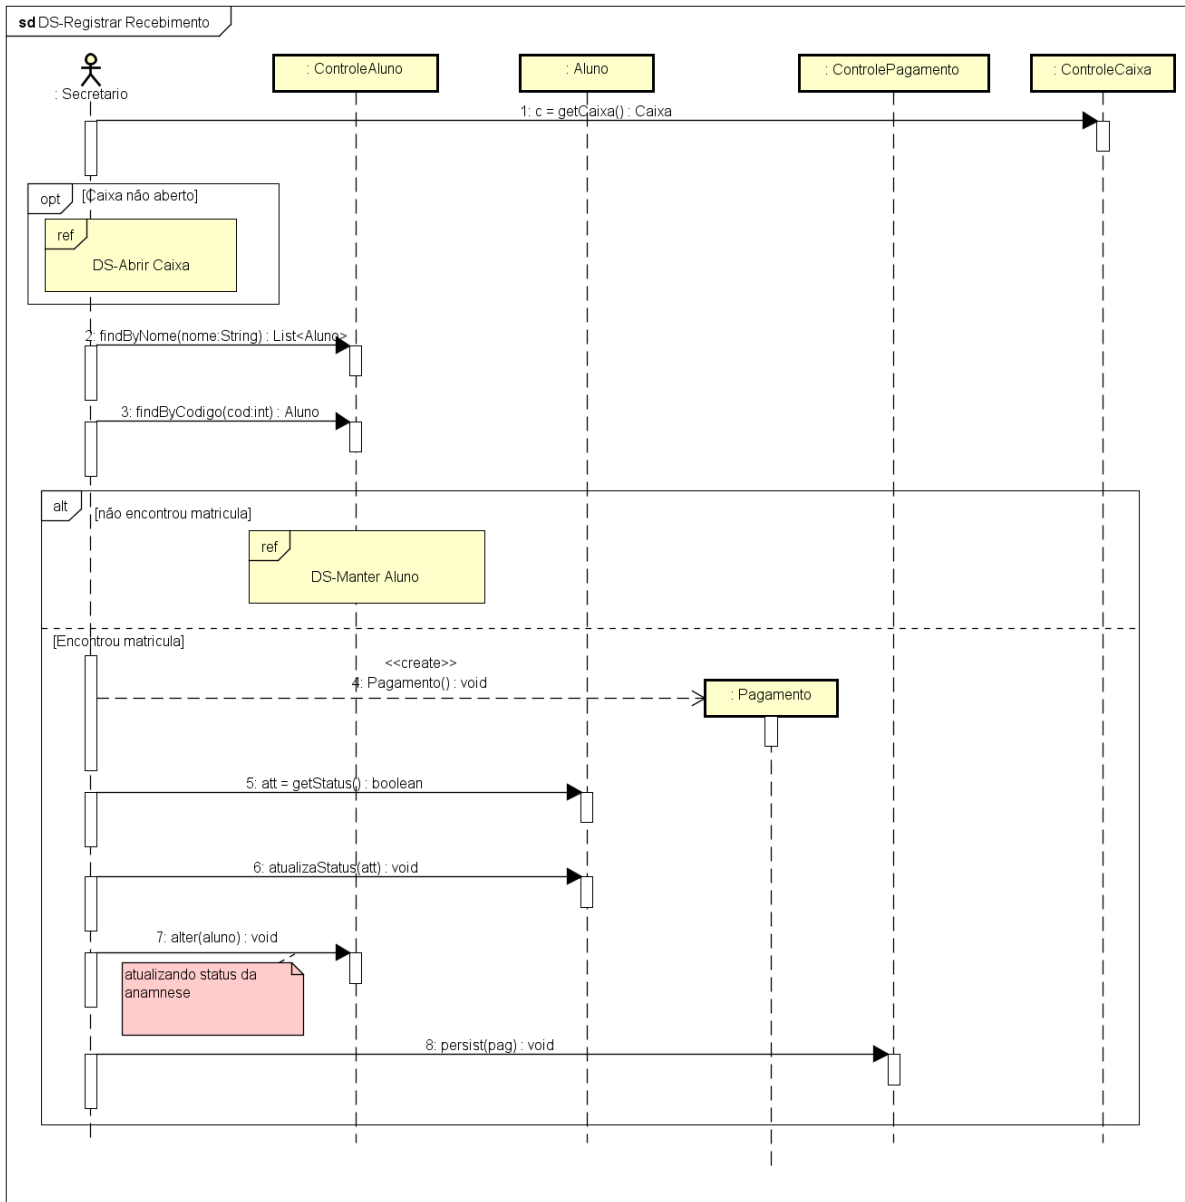 sd DS-Registrar Recebimento
: Secretario
: ControleAluno
: Aluno
: ControlePagamento
: ControleCaixa
1: c = getCaixa() : Caixa
opt
[Caixa não aberto]
ref
DS-Abrir Caixa
2: findByNome(nome:String) : List<Aluno>
3: findByCodigo(cod:int) : Aluno
alt
[não encontrou matricula]
ref
DS-Manter Aluno
[Encontrou matricula]
<<create>>
4: Pagamento() : void
: Pagamento
5: att = getStatus() : boolean
6: atualizaStatus(att) : void
7: alter(aluno) : void
atualizando status da
anamnese
8: persist(pag) : void